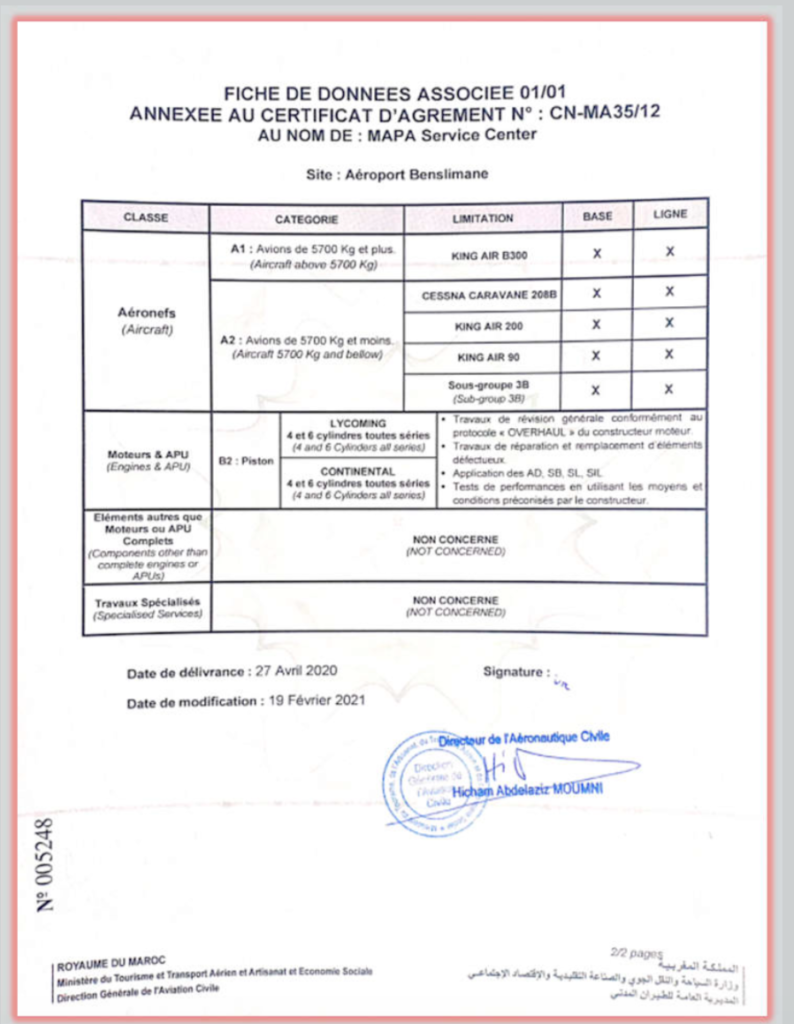 FICHE DE DONNEES ASSOCIEE 01/01
ANNEXEE AU CERTIFICAT D'AGREMENT N° : CN-MA35/12
AU NOM DE : MAPA Service Center
Site : Aéroport Benslimane
CLASSE CATEGORIE LIMITATION BASE LIGNE
Aéronefs
(Aircraft)
A1 : Avions de 5700 Kg et plus.
(Aircraft above 5700 Kg)
KING AIR B300 X X
A2 : Avions de 5700 Kg et moins.
(Aircraft 5700 Kg and bellow)
CESSNA CARAVANE 208B X X
KING AIR 200 X X
KING AIR 90 X X
Sous-groupe 3B
(Sub-group 3B)
X X
Moteurs & APU
(Engines & APU)
B2 : Piston
LYCOMING
4 et 6 cylindres toutes séries
(4 and 6 Cylinders all series)
CONTINENTAL
4 et 6 cylindres toutes séries
(4 and 6 Cylinders all series)
• Travaux de révision générale conformément au
protocole « OVERHAUL » du constructeur moteur.
• Travaux de réparation et remplacement d'éléments
défectueux.
• Application des AD, SB, SL, SIL.
• Tests de performances en utilisant les moyens et
conditions préconisés par le constructeur.
Eléments autres que
Moteurs ou APU
Complets
(Components other than
complete engines or
APUs)
NON CONCERNE
(NOT CONCERNED)
Travaux Spécialisés
(Specialised Services)
NON CONCERNE
(NOT CONCERNED)
Date de délivrance : 27 Avril 2020
Signature :
Date de modification : 19 Février 2021
Directeur de l'Aéronautique Civile
Hicham Abdelaziz MOUMNI
N° 005248
2/2 pages
ROYAUME DU MAROC
Ministère du Tourisme et Transport Aérien et Artisanat et Economie Sociale
Direction Générale de l'Aviation Civile
المملكة المغربية
وزارة السياحة والنقل الجوي والصناعة التقليدية والإقتصاد الإجتماعي
المديرية العامة للطيران المدني